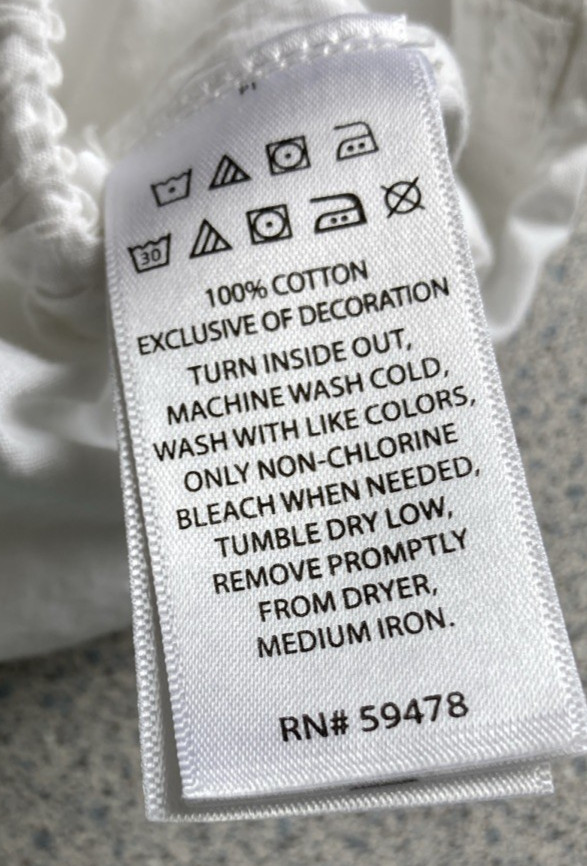 30
100% COTTON
EXCLUSIVE OF DECORATION
TURN INSIDE OUT,
MACHINE WASH COLD,
WASH WITH LIKE COLORS,
ONLY NON-CHLORINE
BLEACH WHEN NEEDED,
TUMBLE DRY LOW,
REMOVE PROMPTLY
FROM DRYER,
MEDIUM IRON.
RN# 59478